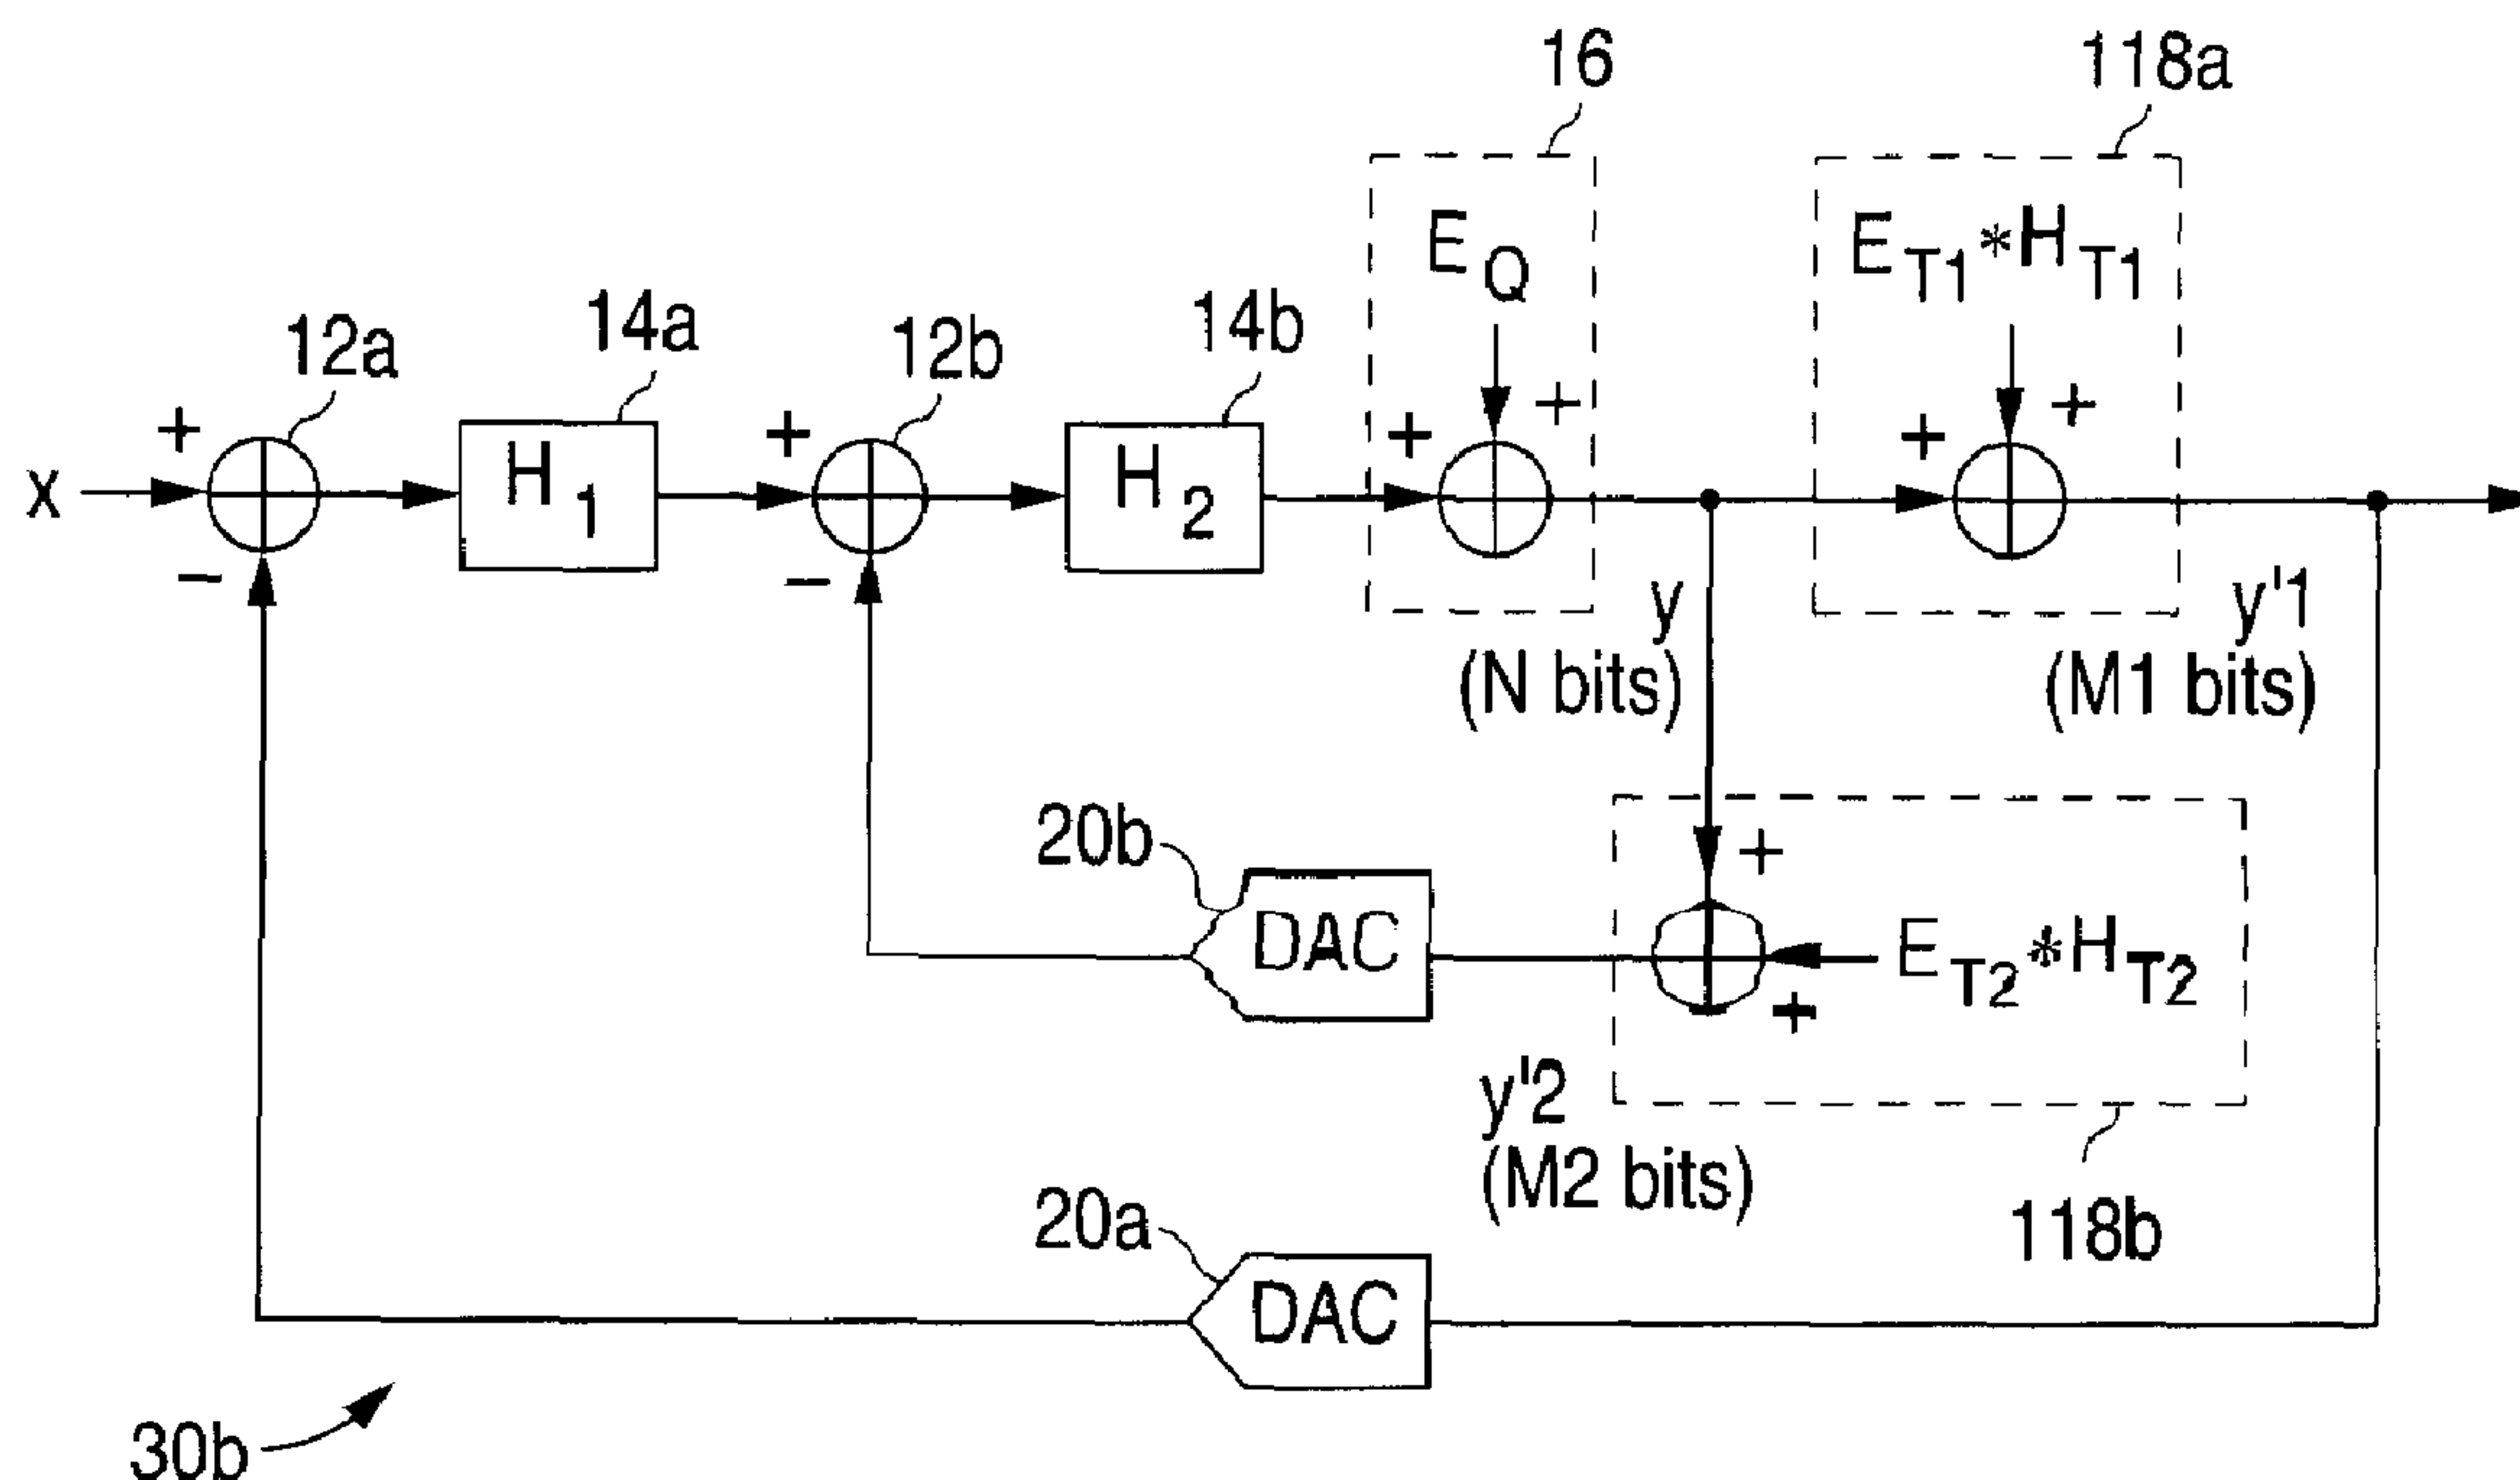 16
118a
E Q
E T1 * H T1
12a
14a
12b
14b
+
+
+
+
+
+
x
H 1
H 2
−
−
y
(N bits)
y'1
(M1 bits)
20b
+
DAC
E T2 * H T2
+
y'2
(M2 bits)
118b
20a
DAC
30b